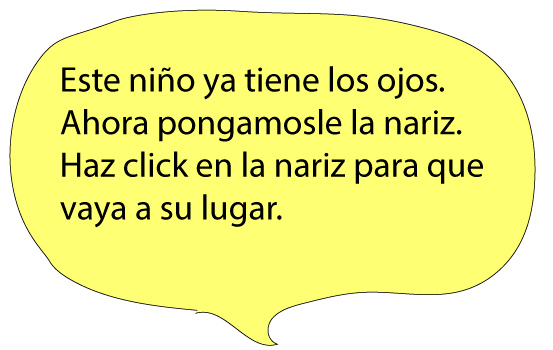 Este niño ya tiene los ojos.
Ahora pongamosle la nariz.
Haz click en la nariz para que
vaya a su lugar.